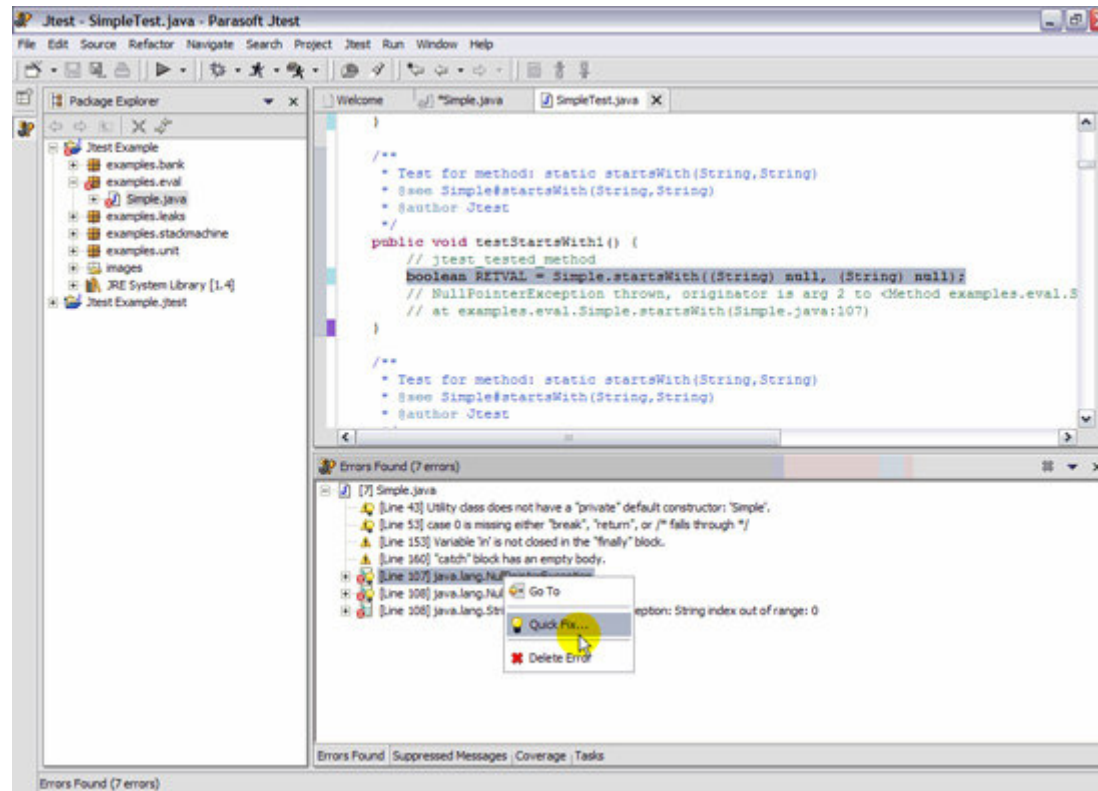 Jtest - SimpleTest.java - Parasoft Jtest
File Edit Source Refactor Navigate Search Project Jtest Run Window Help
Package Explorer
Welcome *Simple.java SimpleTest.java
Jtest Example
examples.bank
examples.eval
Simple.java
examples.leaks
examples.stackmachine
examples.unit
images
JRE System Library [1.4]
Jtest Example.jtest
}
/**
* Test for method: static startsWith(String,String)
* @see Simple#startsWith(String,String)
* @author Jtest
*/
public void testStartsWith1() {
// jtest_tested_method
boolean RETVAL = Simple.startsWith((String) null, (String) null);
// NullPointerException thrown, originator is arg 2 to <Method examples.eval.S
// at examples.eval.Simple.startsWith(Simple.java:107)
}
/**
* Test for method: static startsWith(String,String)
* @see Simple#startsWith(String,String)
* @author Jtest
Errors Found (7 errors)
[7] Simple.java
[Line 43] Utility class does not have a "private" default constructor: 'Simple'.
[Line 53] case 0 is missing either "break", "return", or /* falls through */
[Line 153] Variable 'in' is not closed in the "finally" block.
[Line 160] "catch" block has an empty body.
[Line 107] java.lang.NullPointerException
[Line 108] java.lang.Nul
[Line 108] java.lang.Stri eption: String index out of range: 0
Go To
Quick Fix...
Delete Error
Errors Found Suppressed Messages Coverage Tasks
Errors Found (7 errors)